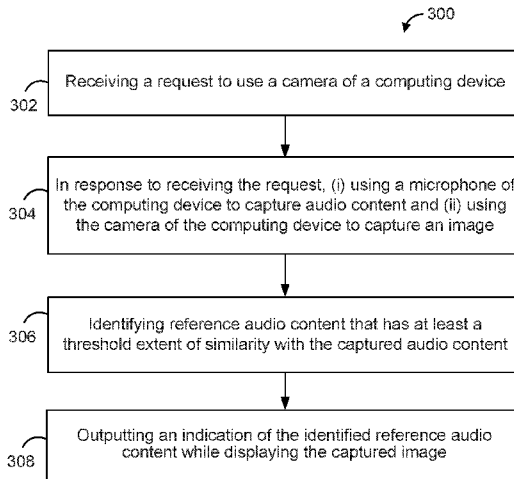 300
302
Receiving a request to use a camera of a computing device
304
In response to receiving the request, (i) using a microphone of
the computing device to capture audio content and (ii) using
the camera of the computing device to capture an image
306
Identifying reference audio content that has at least a
threshold extent of similarity with the captured audio content
308
Outputting an indication of the identified reference audio
content while displaying the captured image